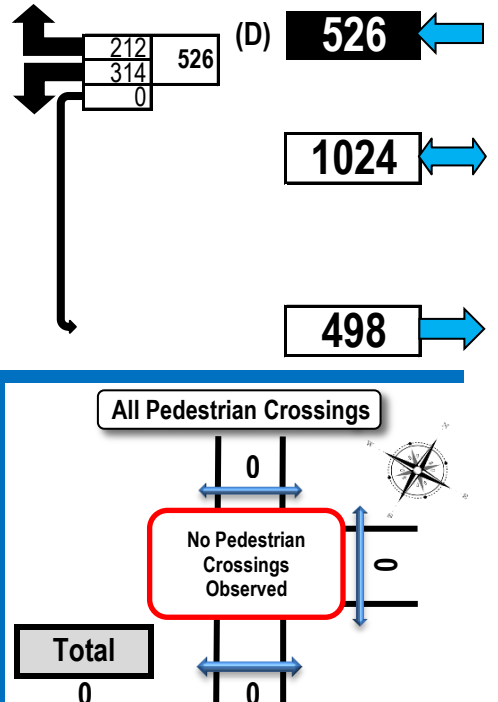 212
314
0
526
(D)
526
1024
498
All Pedestrian Crossings
0
No Pedestrian
Crossings
Observed
0
Total
0
0